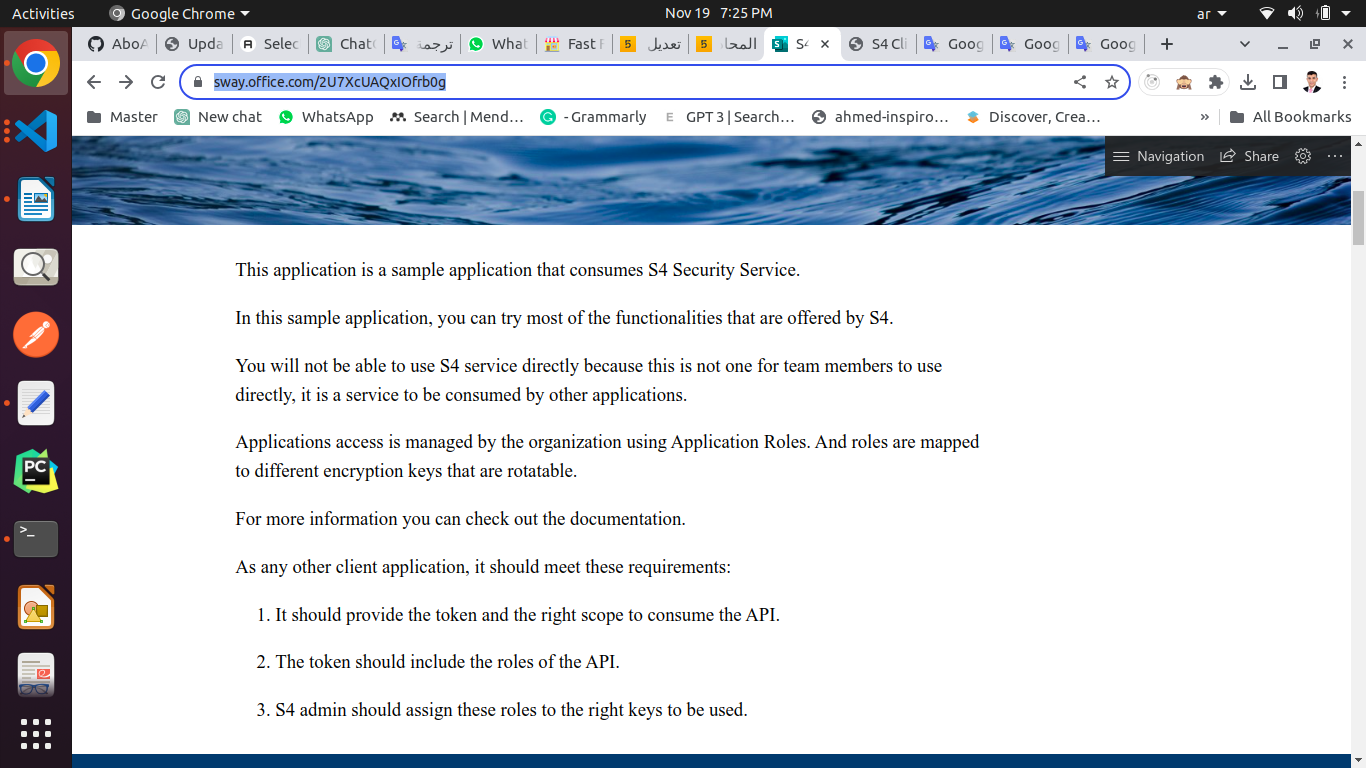 Activities
Google Chrome
Nov 19 7:25 PM
ar
AboA
Upda
Selec
Chat
ترجمة
What
Fast F
تعديل
المحا
S4
S4 Cli
Goog
Goog
Goog
sway.office.com/2U7XcUAQxIOfrb0g
Master
New chat
WhatsApp
Search | Mend...
- Grammarly
GPT 3 | Search...
ahmed-inspiro...
Discover, Crea...
»
All Bookmarks
Navigation
Share
This application is a sample application that consumes S4 Security Service.
In this sample application, you can try most of the functionalities that are offered by S4.
You will not be able to use S4 service directly because this is not one for team members to use
directly, it is a service to be consumed by other applications.
Applications access is managed by the organization using Application Roles. And roles are mapped
to different encryption keys that are rotatable.
For more information you can check out the documentation.
As any other client application, it should meet these requirements:
1. It should provide the token and the right scope to consume the API.
2. The token should include the roles of the API.
3. S4 admin should assign these roles to the right keys to be used.
PC